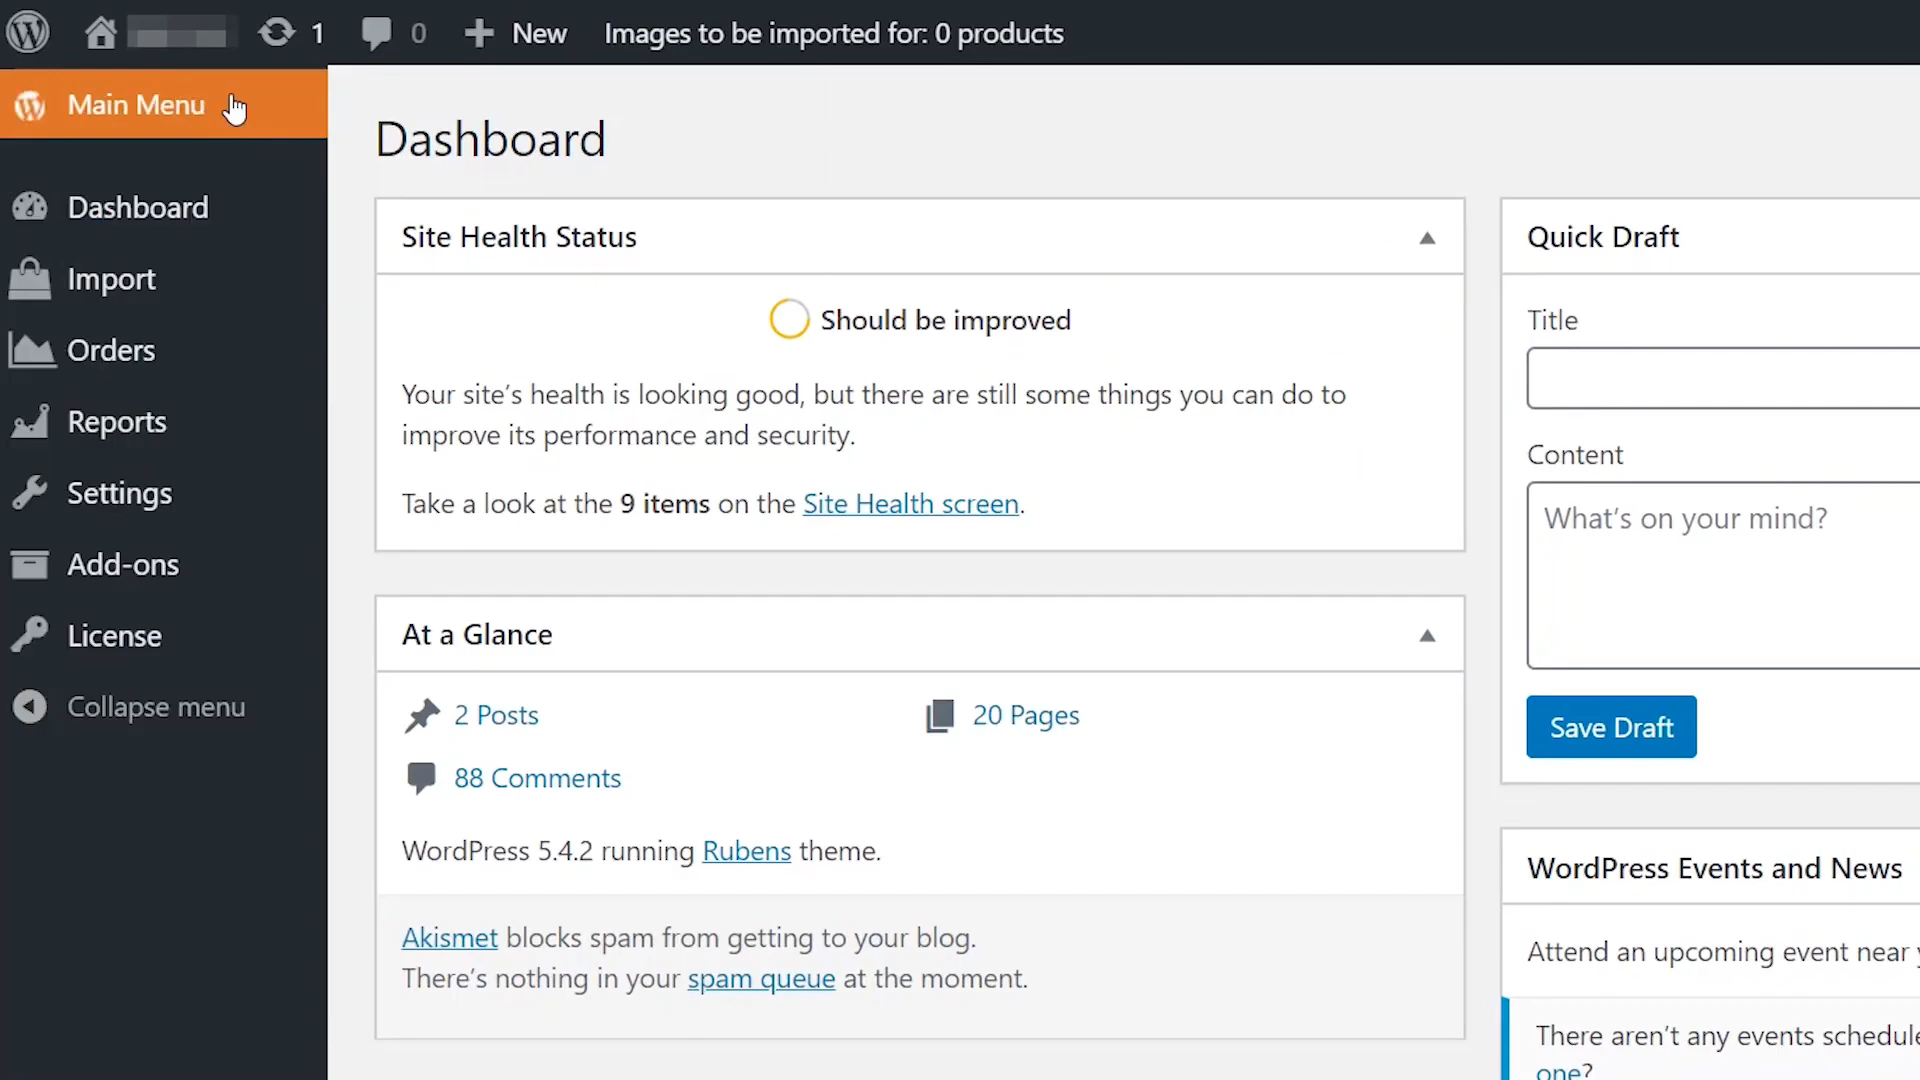 1 0 New Images to be imported for: 0 products
Main Menu
Dashboard
Import
Orders
Reports
Settings
Add-ons
License
Collapse menu
Dashboard
Site Health Status
Should be improved
Your site’s health is looking good, but there are still some things you can do to
improve its performance and security.
Take a look at the 9 items on the Site Health screen.
At a Glance
2 Posts
20 Pages
88 Comments
WordPress 5.4.2 running Rubens theme.
Akismet blocks spam from getting to your blog.
There’s nothing in your spam queue at the moment.
Quick Draft
Title
Content
What’s on your mind?
Save Draft
WordPress Events and News
Attend an upcoming event near
There aren’t any events
one?